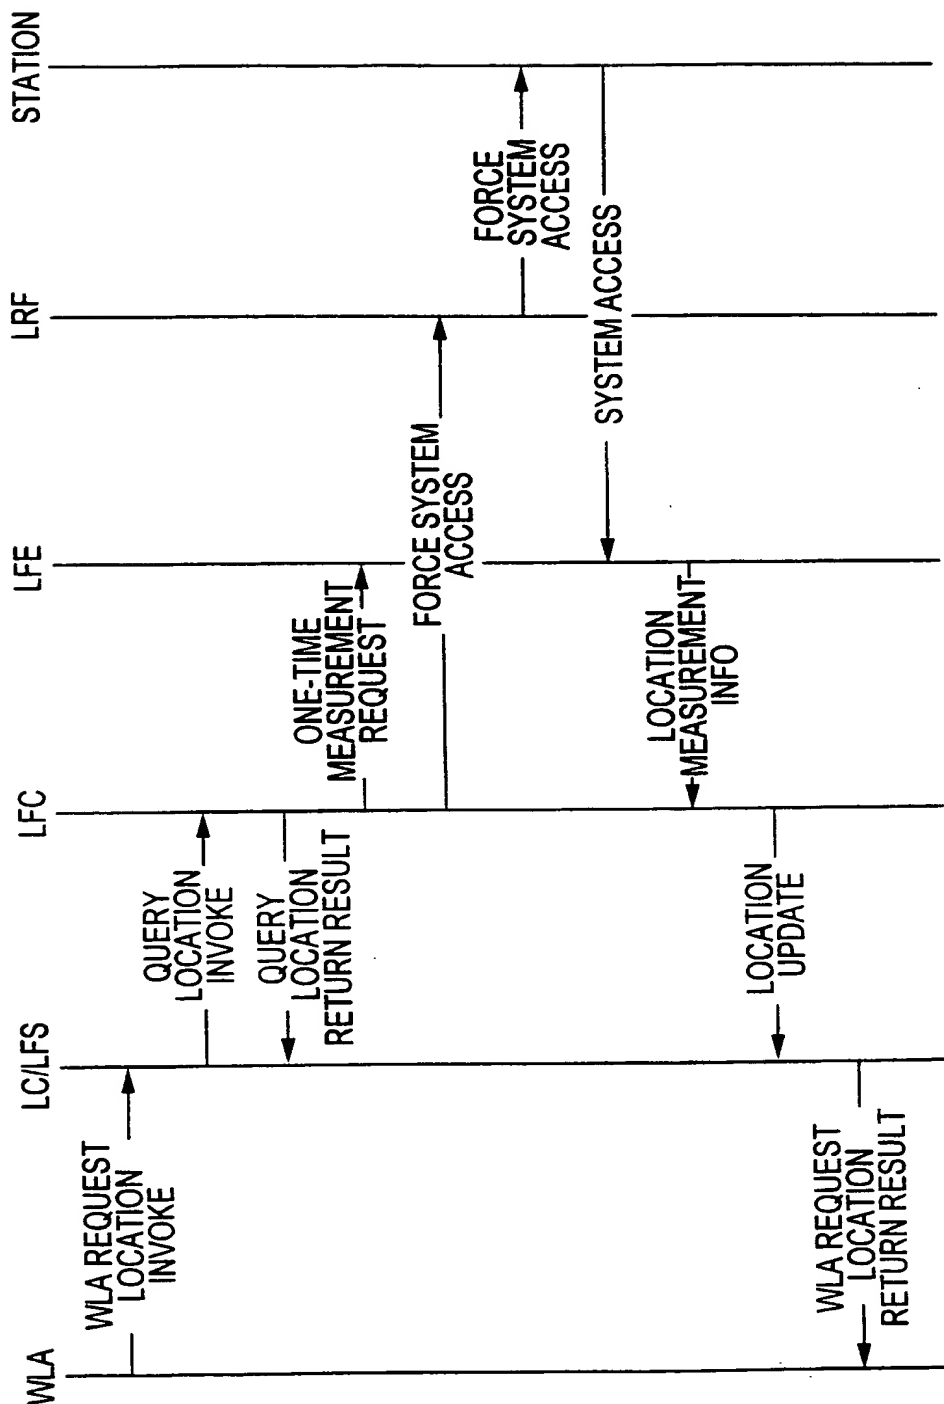 WLA
LC/LFS
LFC
LFE
LRF
STATION
WLA REQUEST
LOCATION
INVOKE
QUERY
LOCATION
INVOKE
QUERY
LOCATION
RETURN RESULT
ONE-TIME
MEASUREMENT
REQUEST
FORCE SYSTEM
ACCESS
FORCE
SYSTEM
ACCESS
SYSTEM ACCESS
LOCATION
MEASUREMENT
INFO
LOCATION
UPDATE
WLA REQUEST
LOCATION
RETURN RESULT